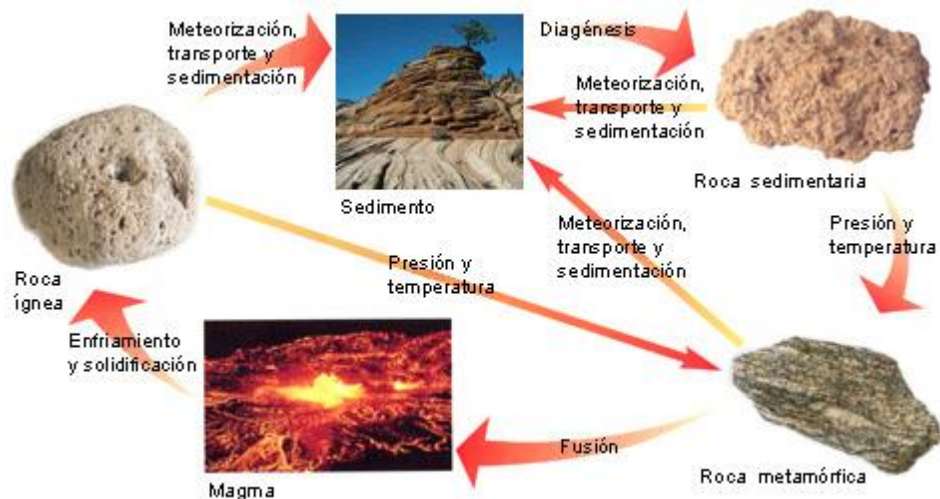 Meteorización,
transporte y
sedimentación
Diagénesis
Meteorización,
transporte y
sedimentación
Roca sedimentaria
Sedimento
Meteorización,
transporte y
sedimentación
Presión y
temperatura
Presión y
temperatura
Roca
ígnea
Enfriamiento
y solidificación
Fusión
Magma
Roca metamórfica